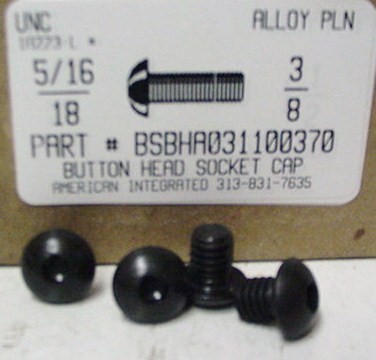 UNC ALLOY PLN
1A223-L *
5/16 3
18 8
PART # BSBHA031100370
BUTTON HEAD SOCKET CAP
AMERICAN INTEGRATED 313-831-7635